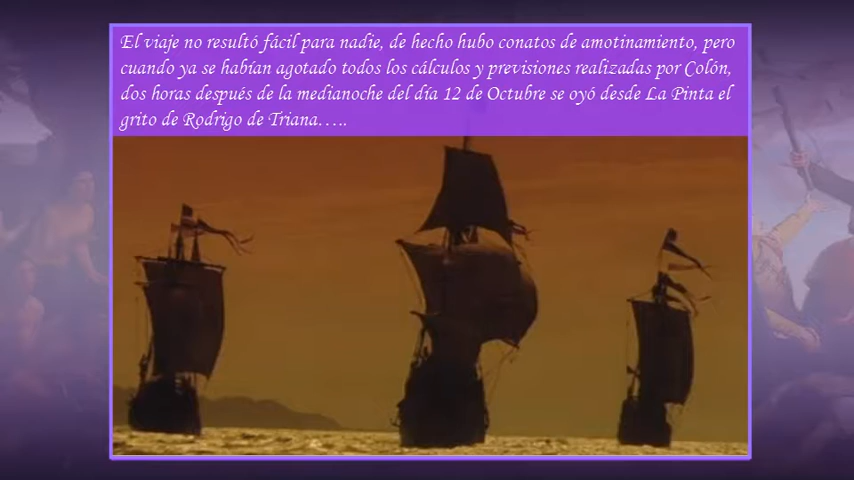 El viaje no resultó fácil para nadie, de hecho hubo conatos de amotinamiento, pero
cuando ya se habían agotado todos los cálculos y previsiones realizadas por Colón,
dos horas después de la medianoche del día 12 de Octubre se oyó desde La Pinta el
grito de Rodrigo de Triana…..